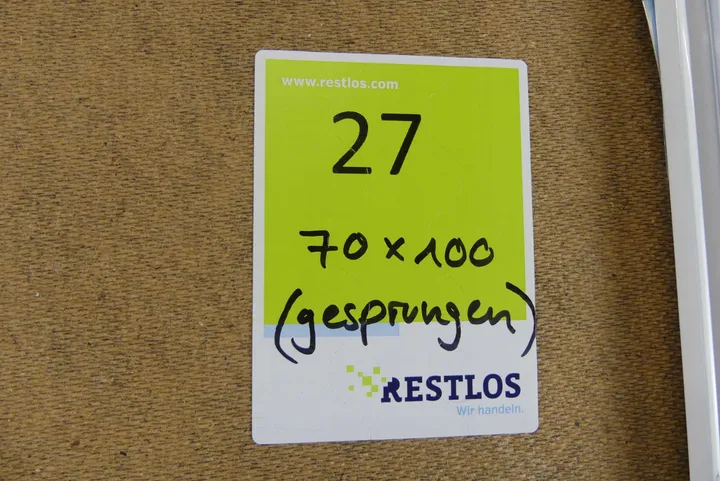 www.restlos.com
27
70 x 100
(gesprungen)
RESTLOS
Wir handeln.